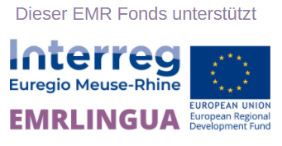 Dieser EMR Fonds unterstützt
Interreg
Euregio Meuse-Rhine
EMRLINGUA
EUROPEAN UNION
European Regional
Development Fund